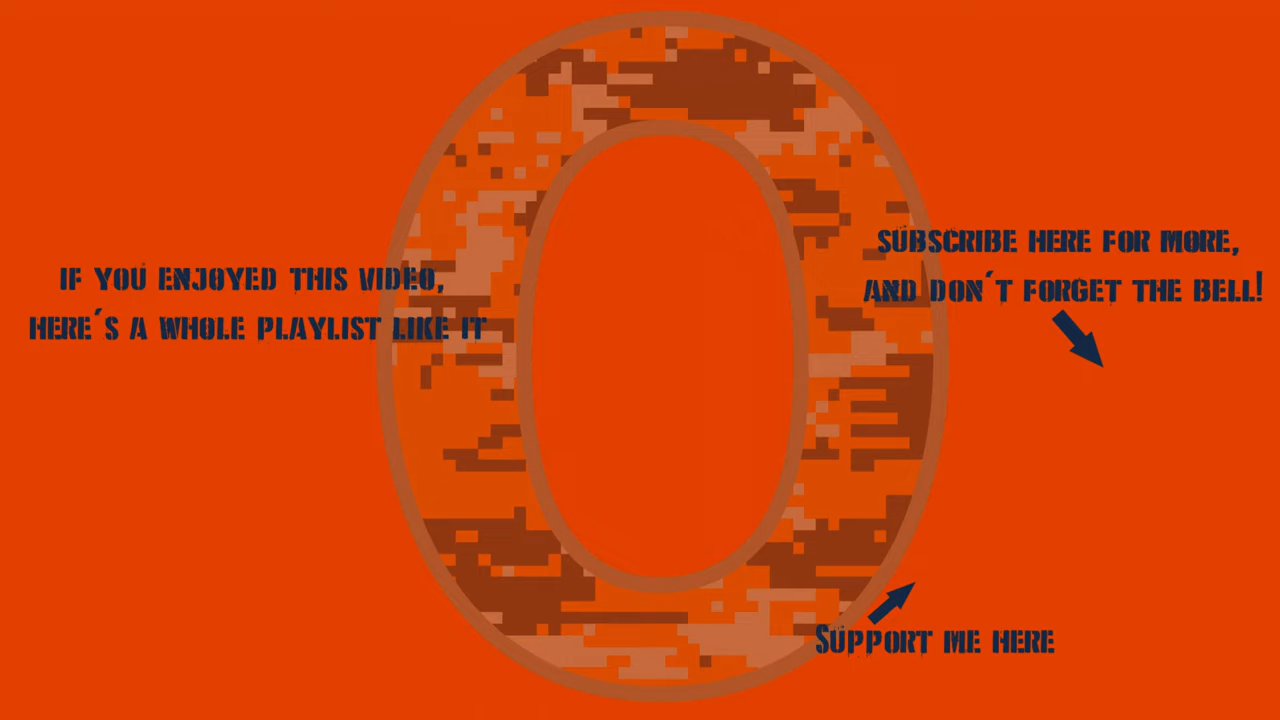 IF YOU ENJOYED THIS VIDEO,
HERE'S A WHOLE PLAYLIST LIKE IT
SUBSCRIBE HERE FOR MORE,
AND DON'T FORGET THE BELL!
SUPPORT ME HERE
O